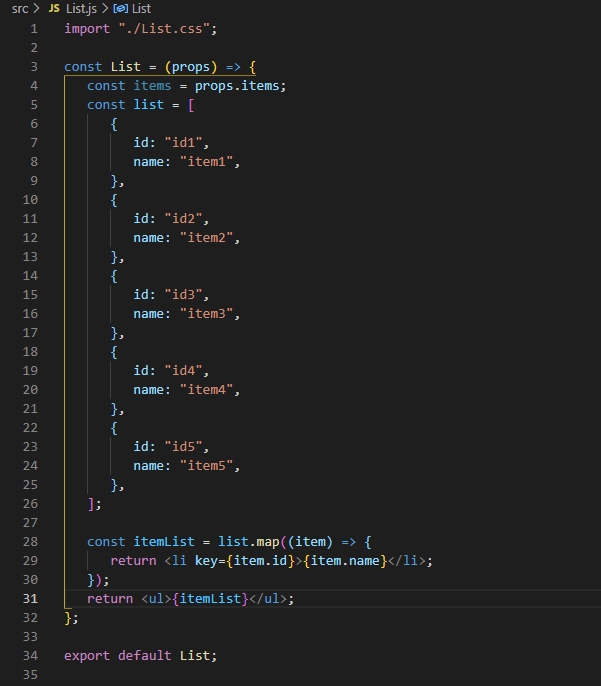 src > JS List.js > List
1 import "./List.css";
2
3 const List = (props) => {
4 const items = props.items;
5 const list = [
6 {
7 id: "id1",
8 name: "item1",
9 },
10 {
11 id: "id2",
12 name: "item2",
13 },
14 {
15 id: "id3",
16 name: "item3",
17 },
18 {
19 id: "id4",
20 name: "item4",
21 },
22 {
23 id: "id5",
24 name: "item5",
25 },
26 ];
27
28 const itemList = list.map((item) => {
29 return <li key={item.id}>{item.name}</li>;
30 });
31 return <ul>{itemList}</ul>;
32 };
33
34 export default List;
35